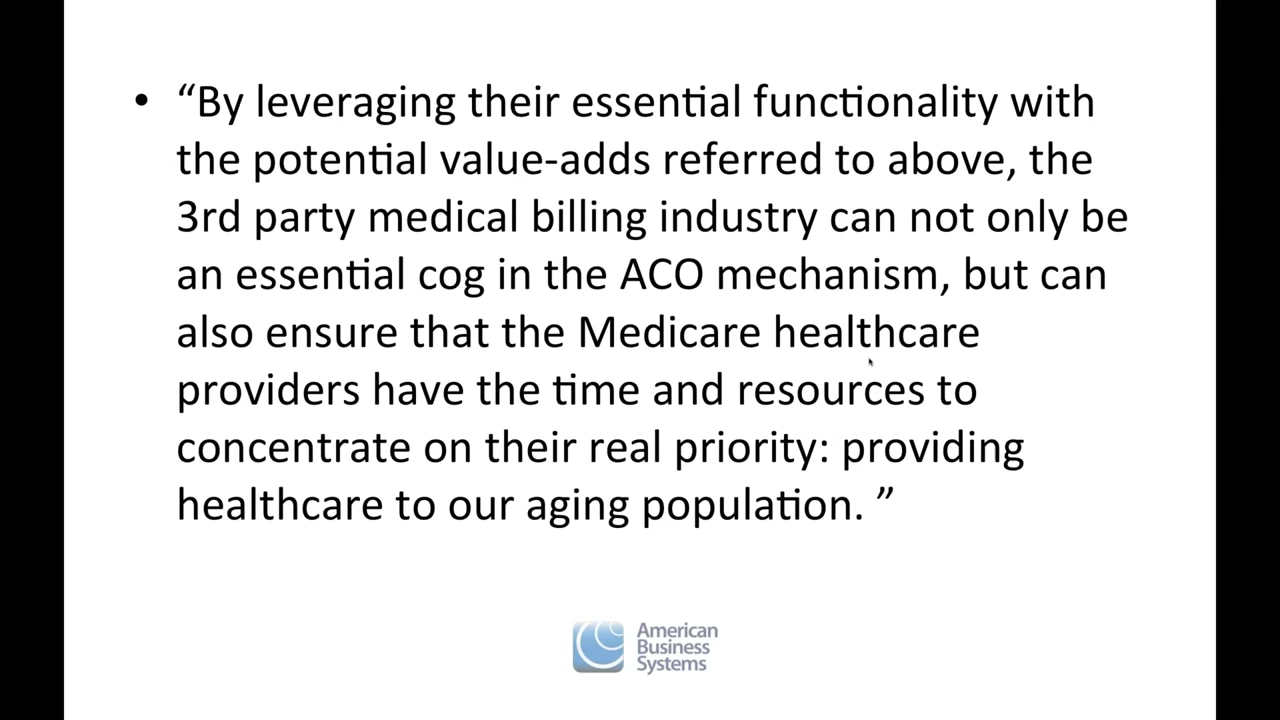 • “By leveraging their essential functionality with
the potential value-adds referred to above, the
3rd party medical billing industry can not only be
an essential cog in the ACO mechanism, but can
also ensure that the Medicare healthcare
providers have the time and resources to
concentrate on their real priority: providing
healthcare to our aging population. ”
American
Business
Systems